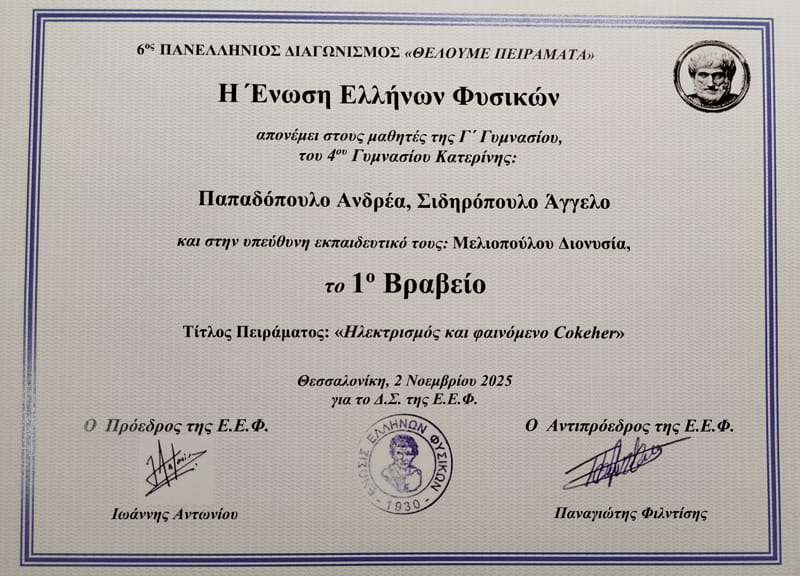 6ος ΠΑΝΕΛΛΗΝΙΟΣ ΔΙΑΓΩΝΙΣΜΟΣ «ΘΕΛΟΥΜΕ ΠΕΙΡΑΜΑΤΑ»
Η Ένωση Ελλήνων Φυσικών
απονέμει στους μαθητές της Γ΄ Γυμνασίου,
του 4ου Γυμνασίου Κατερίνης:
Παπαδόπουλο Ανδρέα, Σιδηρόπουλο Άγγελο
και στην υπεύθυνη εκπαιδευτικό τους: Μελιοπούλου Διονυσία,
το 1ο Βραβείο
Τίτλος Πειράματος: «Ηλεκτρισμός και φαινόμενο Cokeher»
Θεσσαλονίκη, 2 Νοεμβρίου 2025
για το Δ.Σ. της Ε.Ε.Φ.
Ο Πρόεδρος της Ε.Ε.Φ.
Ο Αντιπρόεδρος της Ε.Ε.Φ.
ΕΝΩΣΙΣ ΕΛΛΗΝΩΝ ΦΥΣΙΚΩΝ
- 1930 -
Ιωάννης Αντωνίου
Παναγιώτης Φιλντίσης